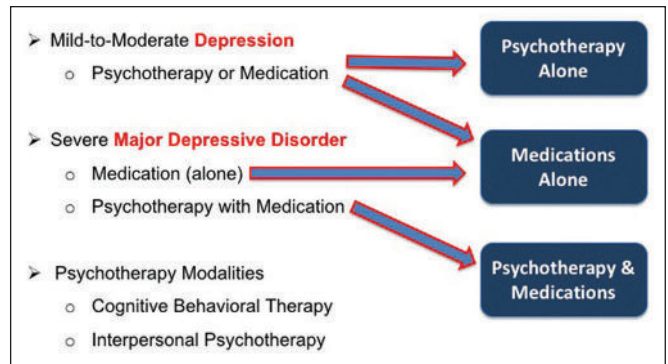 ➤ Mild-to-Moderate Depression
o Psychotherapy or Medication
Psychotherapy
Alone
➤ Severe Major Depressive Disorder
o Medication (alone)
o Psychotherapy with Medication
Medications
Alone
➤ Psychotherapy Modalities
o Cognitive Behavioral Therapy
o Interpersonal Psychotherapy
Psychotherapy &
Medications